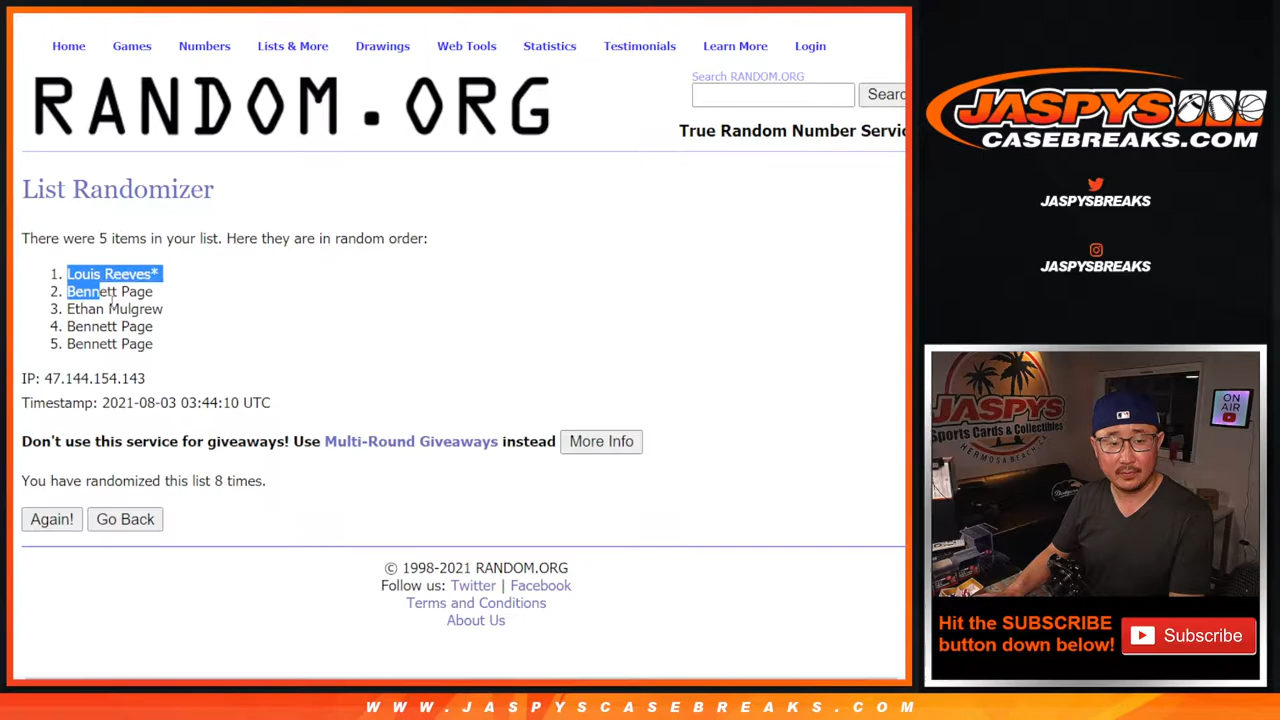 Home Games Numbers Lists & More Drawings Web Tools Statistics Testimonials Learn More Login
RANDOM.ORG
Search RANDOM.ORG
Searc
True Random Number Servic
List Randomizer
There were 5 items in your list. Here they are in random order:
1. Louis Reeves*
2. Bennett Page
3. Ethan Mulgrew
4. Bennett Page
5. Bennett Page
IP: 47.144.154.143
Timestamp: 2021-08-03 03:44:10 UTC
Don't use this service for giveaways! Use Multi-Round Giveaways instead More Info
You have randomized this list 8 times.
Again! Go Back
© 1998-2021 RANDOM.ORG
Follow us: Twitter | Facebook
Terms and Conditions
About Us
JASPYS
CASEBREAKS.COM
JASPYSBREAKS
JASPYSBREAKS
JASPYS
Sports Cards & Collectibles
HERMOSA BEACH, CA
ON
AIR
Dodgers
Hit the SUBSCRIBE
button down below!
Subscribe
WWW.JASPYSCASEBREAKS.COM